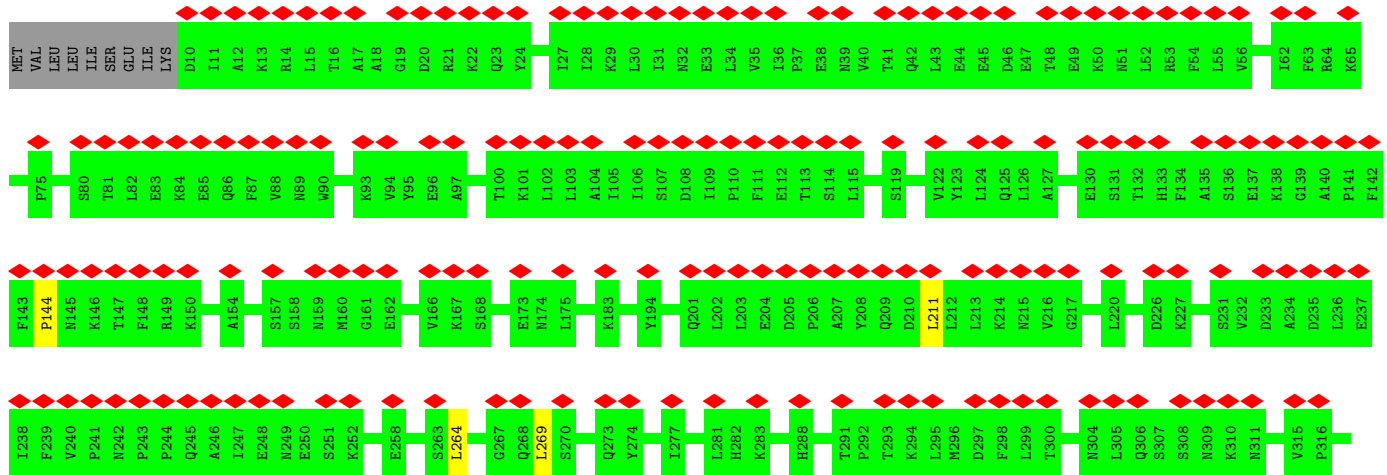 MET VAL LEU LEU ILE SER GLU ILE LYS D10 I11 A12 K13 R14 L15 T16 A17 A18 G19 D20 R21 K22 Q23 Y24 I27 I28 K29 L30 I31 N32 E33 L34 V35 I36 P37 E38 N39 V40 T41 Q42 L43 E44 E45 D46 E47 T48 E49 K50 N51 L52 R53 F54 L55 V56 I62 F63 R64 K65
P75 S80 T81 L82 E83 K84 E85 Q86 F87 V88 N89 W90 K93 V94 Y95 E96 A97 T100 K101 L102 L103 A104 I105 I106 S107 D108 I109 P110 F111 E112 T113 S114 L115 S119 V122 Y123 L124 Q125 L126 A127 E130 S131 T132 H133 F134 A135 S136 E137 K138 G139 A140 P141 F142
F143 P144 N145 K146 T147 F148 R149 K150 A154 S157 S158 N159 M160 G161 E162 V166 K167 S168 E173 N174 L175 K183 Y194 Q201 L202 L203 E204 D205 P206 A207 Y208 Q209 D210 L211 L212 L213 K214 N215 V216 G217 L220 D226 K227 S231 V232 D233 A234 D235 L236 E237
I238 F239 V240 P241 N242 P243 P244 Q245 A246 I247 E248 N249 E250 S251 K252 E258 S263 L264 G267 Q268 L269 S270 Q273 Y274 I277 L281 H282 K283 H288 T291 P292 T293 K294 L295 M296 D297 F298 L299 T300 N304 L305 Q306 S307 S308 N309 K310 N311 V315 P316